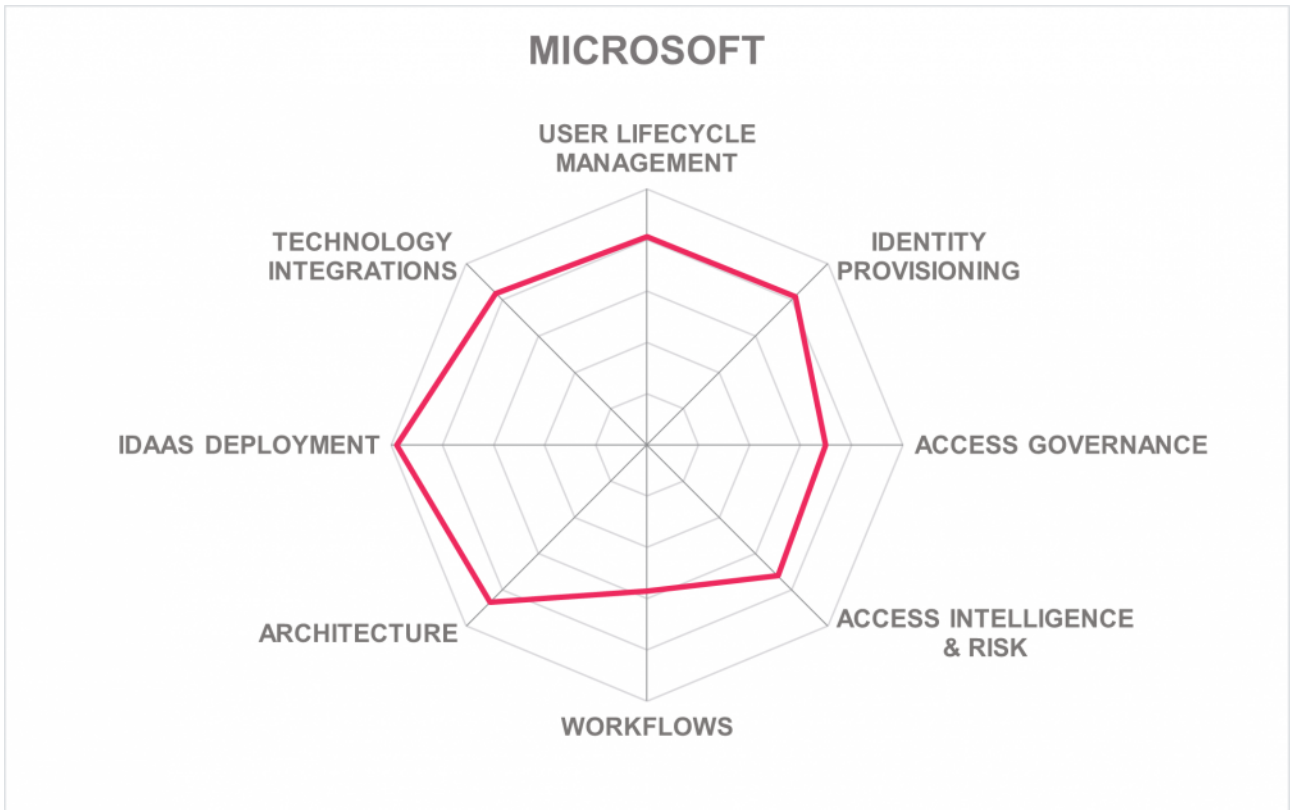 MICROSOFT
USER LIFECYCLE
MANAGEMENT
TECHNOLOGY
INTEGRATIONS
IDENTITY
PROVISIONING
IDAAS DEPLOYMENT
ACCESS GOVERNANCE
ARCHITECTURE
ACCESS INTELLIGENCE
& RISK
WORKFLOWS